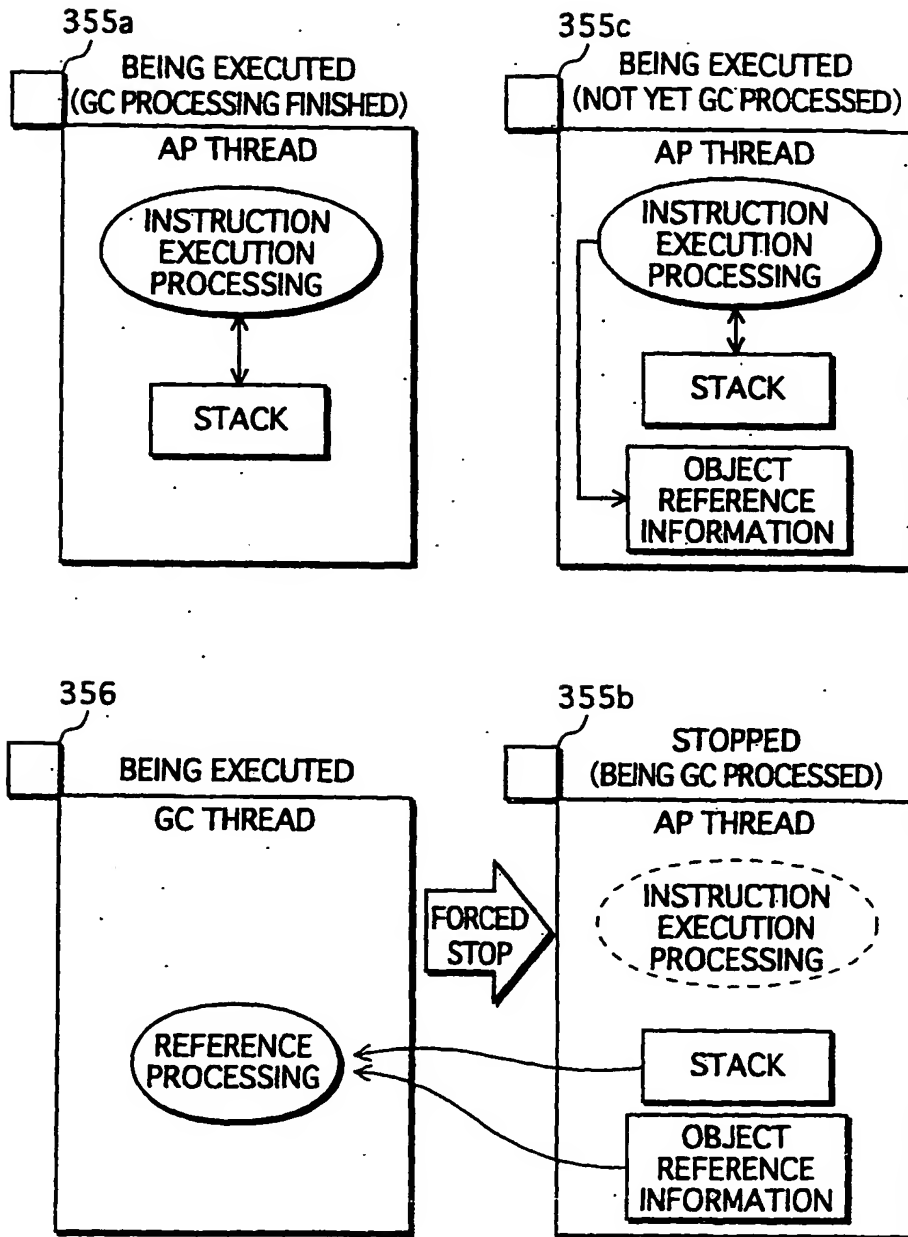 355a
BEING EXECUTED
(GC PROCESSING FINISHED)
AP THREAD
INSTRUCTION
EXECUTION
PROCESSING
STACK
355c
BEING EXECUTED
(NOT YET GC PROCESSED)
AP THREAD
INSTRUCTION
EXECUTION
PROCESSING
STACK
OBJECT
REFERENCE
INFORMATION
356
BEING EXECUTED
GC THREAD
REFERENCE
PROCESSING
FORCED
STOP
355b
STOPPED
(BEING GC PROCESSED)
AP THREAD
INSTRUCTION
EXECUTION
PROCESSING
STACK
OBJECT
REFERENCE
INFORMATION